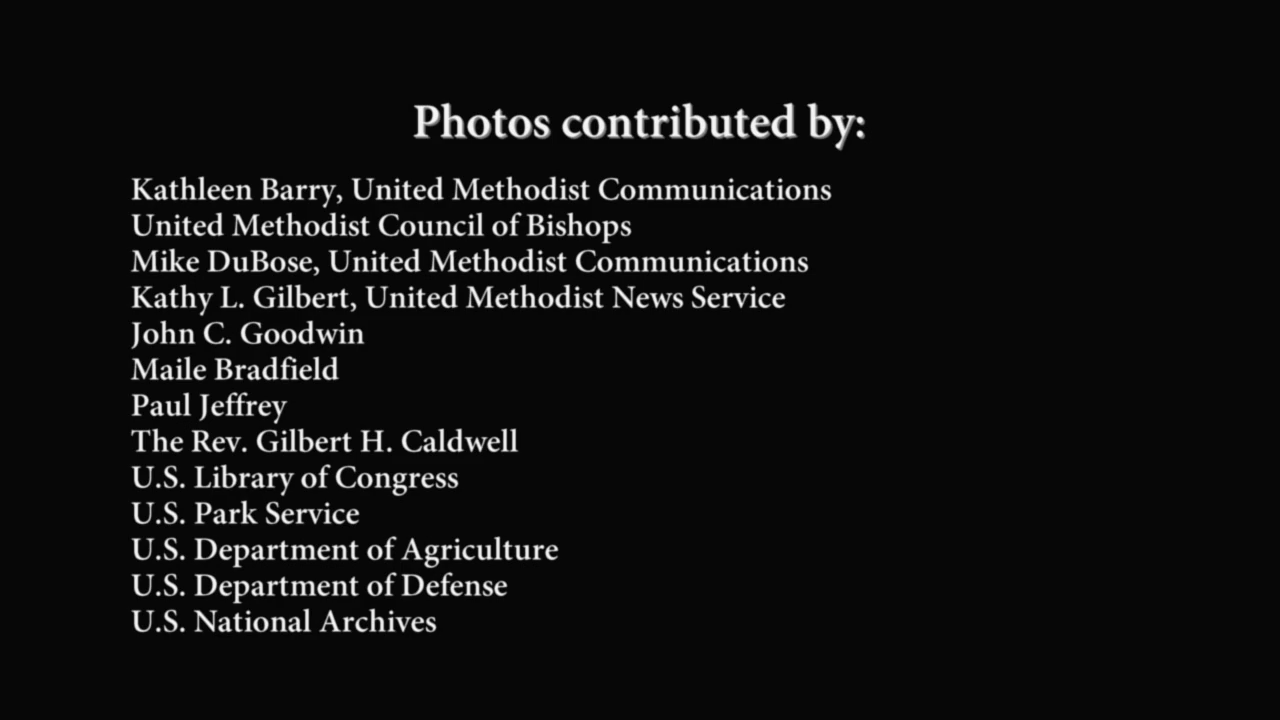 Photos contributed by:
Kathleen Barry, United Methodist Communications
United Methodist Council of Bishops
Mike DuBose, United Methodist Communications
Kathy L. Gilbert, United Methodist News Service
John C. Goodwin
Maile Bradfield
Paul Jeffrey
The Rev. Gilbert H. Caldwell
U.S. Library of Congress
U.S. Park Service
U.S. Department of Agriculture
U.S. Department of Defense
U.S. National Archives